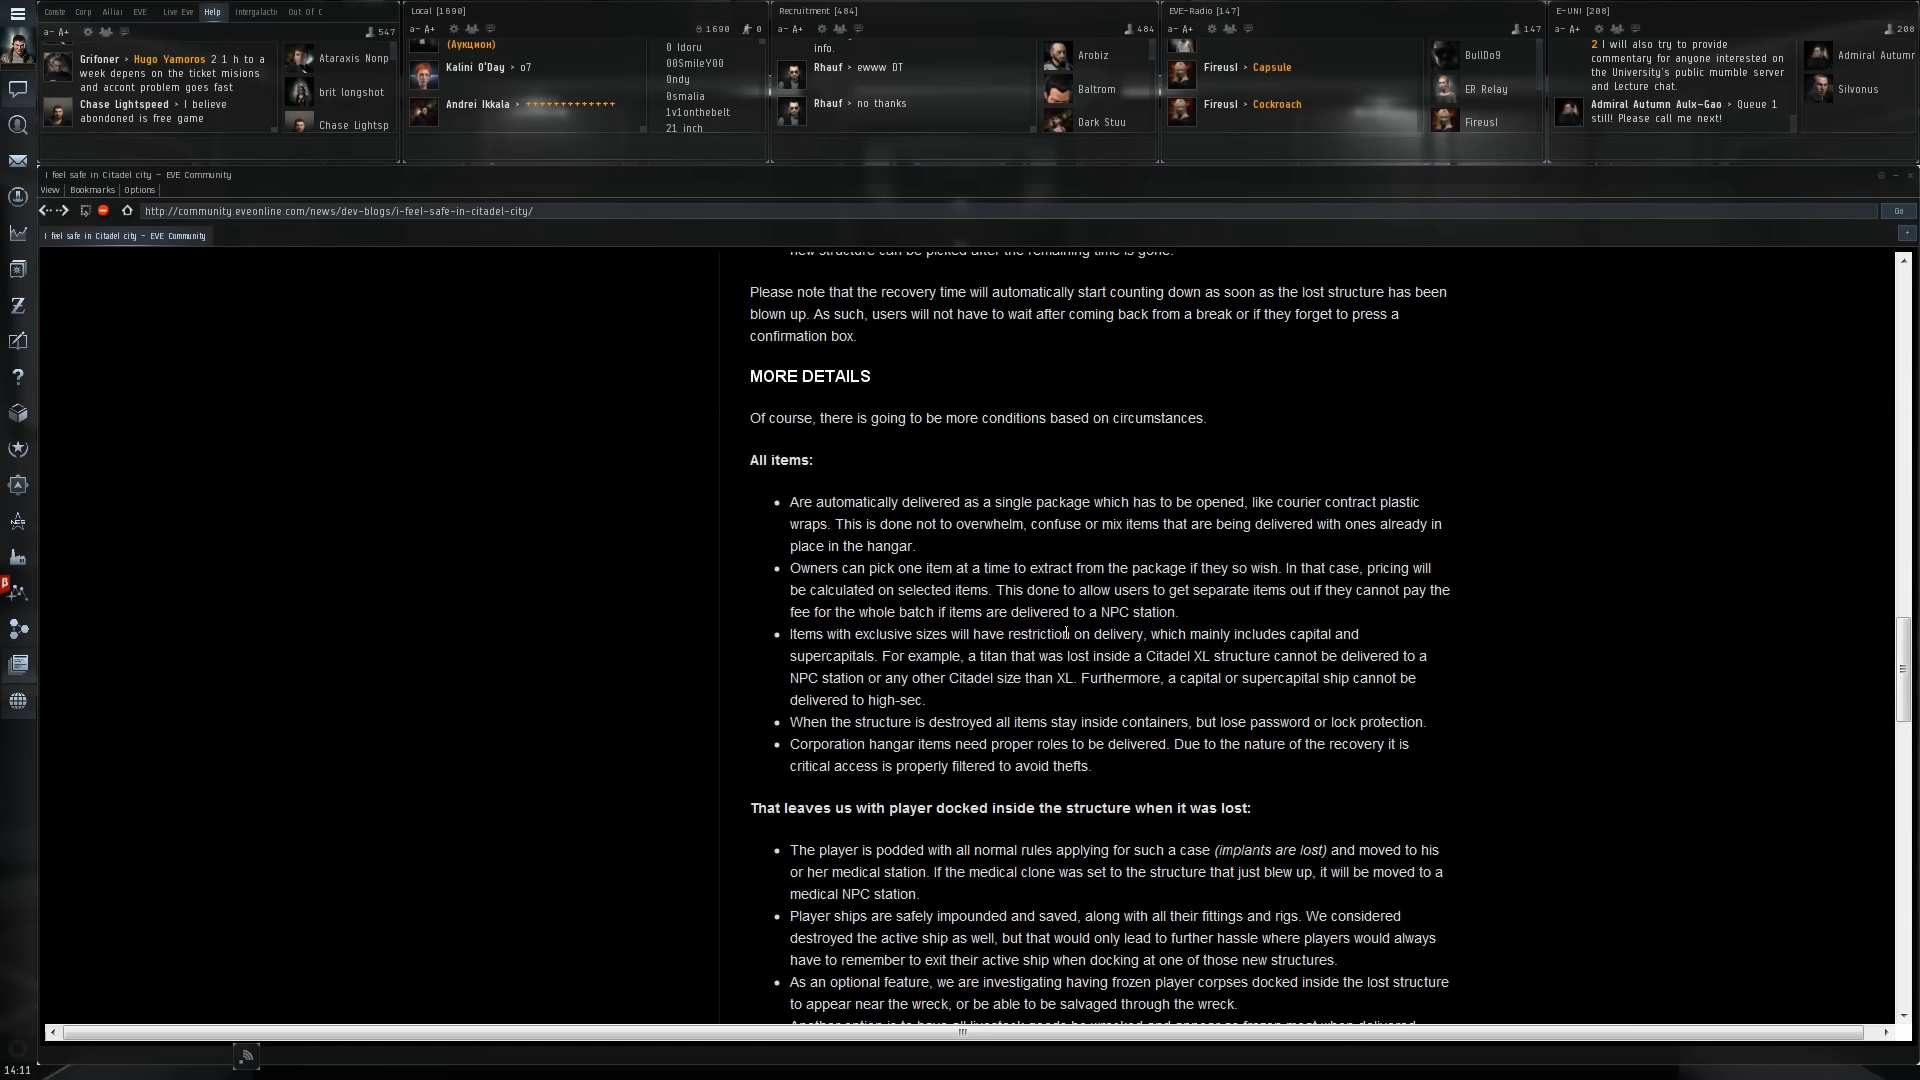 Conste Corp Allia EVE Live Eve Help Intergalacti Out Of C
a- A+ 547
Grifoner > Hugo Yamoros 2 1 h to a
week depends on the ticket misions
and accont problem goes fast
Chase Lightspeed > I believe
abondoned is free game
Ataraxis Nonp
brit longshot
Chase Lightsp
Local [1690]
a- A+ 1690 0
(Аукцион)
Kalini O'Day > o7
Andrei Ikkala > +++++++++++++
0 Idoru
00SmileY00
0ndy
0smalia
1v1onthebelt
21 inch
Recruitment [484]
a- A+ 484
info.
Rhauf > ewww DT
Rhauf > no thanks
Arobiz
Baltrom
Dark Stuu
EVE-Radio [147]
a- A+ 147
FireusI > Capsule
FireusI > Cockroach
BullDo9
ER Relay
FireusI
E-UNI [208]
a- A+ 208
2 I will also try to provide
commentary for anyone interested on
the University's public mumble server
and Lecture chat.
Admiral Autumn Aulx-Gao > Queue 1
still! Please call me next!
Admiral Autumr
Silvonus
I feel safe in Citadel city - EVE Community
View Bookmarks Options
http://community.eveonline.com/news/dev-blogs/i-feel-safe-in-citadel-city/ Go
I feel safe in Citadel city - EVE Community
new structure can be picked after the remaining time is gone.
Please note that the recovery time will automatically start counting down as soon as the lost structure has been
blown up. As such, users will not have to wait after coming back from a break or if they forget to press a
confirmation box.
MORE DETAILS
Of course, there is going to be more conditions based on circumstances.
All items:
• Are automatically delivered as a single package which has to be opened, like courier contract plastic
wraps. This is done not to overwhelm, confuse or mix items that are being delivered with ones already in
place in the hangar.
• Owners can pick one item at a time to extract from the package if they so wish. In that case, pricing will
be calculated on selected items. This done to allow users to get separate items out if they cannot pay the
fee for the whole batch if items are delivered to a NPC station.
• Items with exclusive sizes will have restriction on delivery, which mainly includes capital and
supercapitals. For example, a titan that was lost inside a Citadel XL structure cannot be delivered to a
NPC station or any other Citadel size than XL. Furthermore, a capital or supercapital ship cannot be
delivered to high-sec.
• When the structure is destroyed all items stay inside containers, but lose password or lock protection.
• Corporation hangar items need proper roles to be delivered. Due to the nature of the recovery it is
critical access is properly filtered to avoid thefts.
That leaves us with player docked inside the structure when it was lost:
• The player is podded with all normal rules applying for such a case (implants are lost) and moved to his
or her medical station. If the medical clone was set to the structure that just blew up, it will be moved to a
medical NPC station.
• Player ships are safely impounded and saved, along with all their fittings and rigs. We considered
destroyed the active ship as well, but that would only lead to further hassle where players would always
have to remember to exit their active ship when docking at one of those new structures.
• As an optional feature, we are investigating having frozen player corpses docked inside the lost structure
to appear near the wreck, or be able to be salvaged through the wreck.
14:11